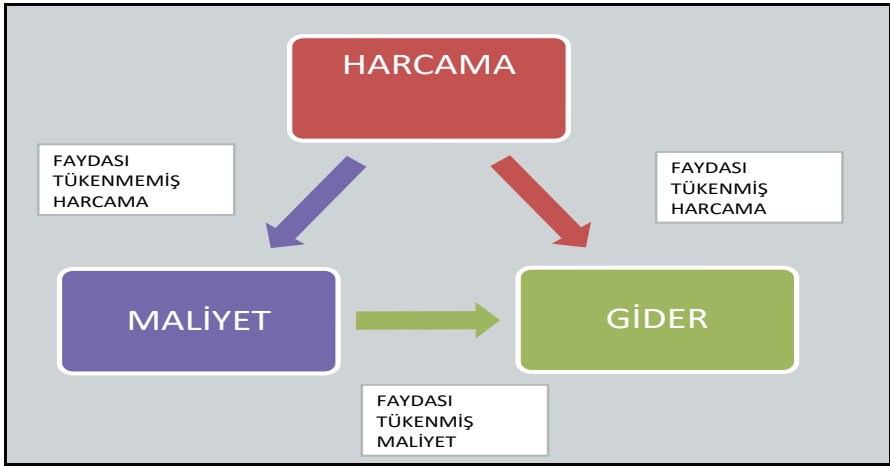 HARCAMA
FAYDASI
TÜKENMEMİŞ
HARCAMA
FAYDASI
TÜKENMİŞ
HARCAMA
MALİYET
GİDER
FAYDASI
TÜKENMİŞ
MALİYET